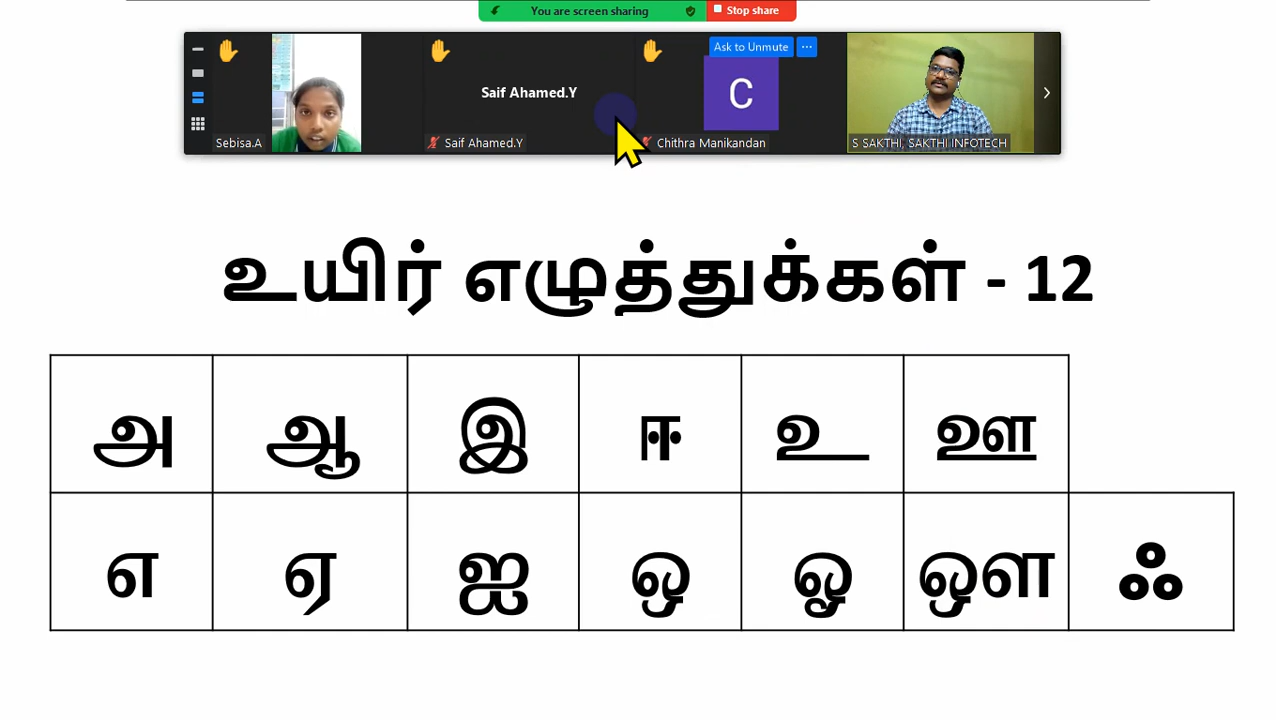 You are screen sharing Stop share
Ask to Unmute ...
Saif Ahamed.Y C
Sebisa.A Saif Ahamed.Y Chithra Manikandan S SAKTHI, SAKTHI INFOTECH
உயிர் எழுத்துக்கள் - 12
அ ஆ இ ஈ உ ஊ
எ ஏ ஐ ஒ ஓ ஔ ஃ